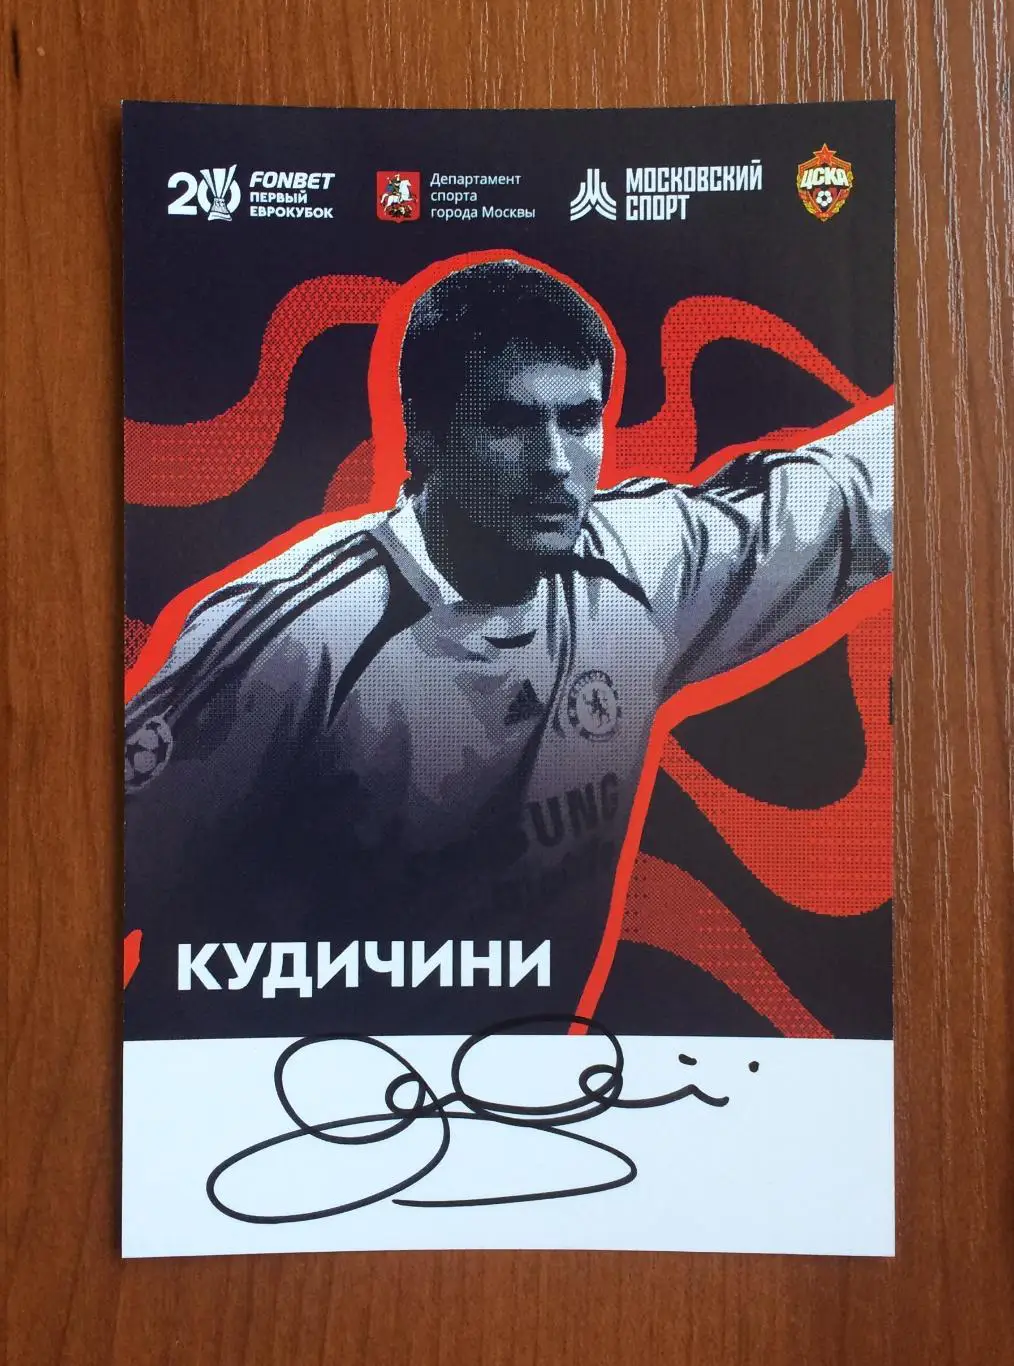 20 FONBET
ПЕРВЫЙ
ЕВРОКУБОК
Департамент
спорта
города Москвы
МОСКОВСКИЙ
СПОРТ
ЦСКА
SUNG
КУДИЧИНИ